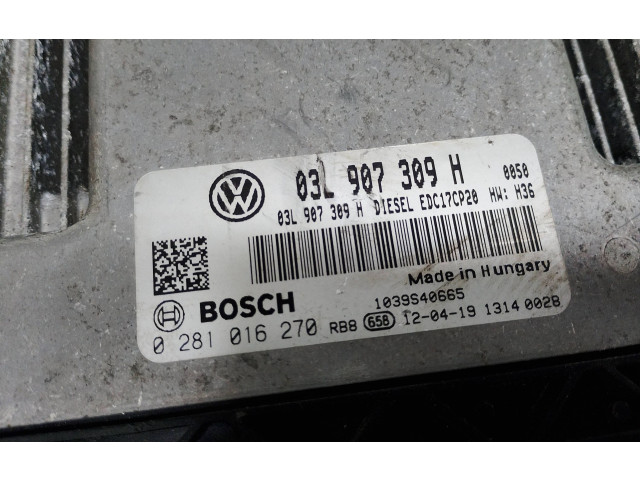 03L 907 309 H 0050
03L 907 309 H DIESEL EDC17CP20 HW: H36
Made in Hungary
BOSCH 1039S40665
0 281 016 270 RB8 658 12-04-19 1314 002B